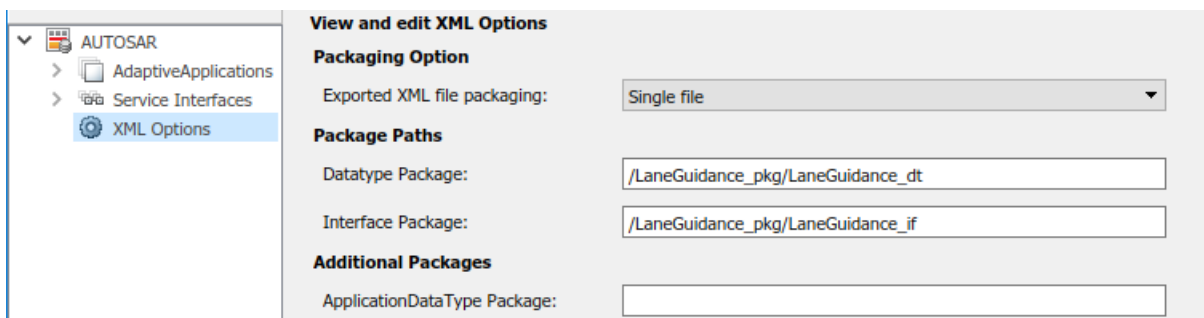 View and edit XML Options
AUTOSAR
AdaptiveApplications
Service Interfaces
XML Options
Packaging Option
Exported XML file packaging: Single file
Package Paths
Datatype Package: /LaneGuidance_pkg/LaneGuidance_dt
Interface Package: /LaneGuidance_pkg/LaneGuidance_if
Additional Packages
ApplicationDataType Package: